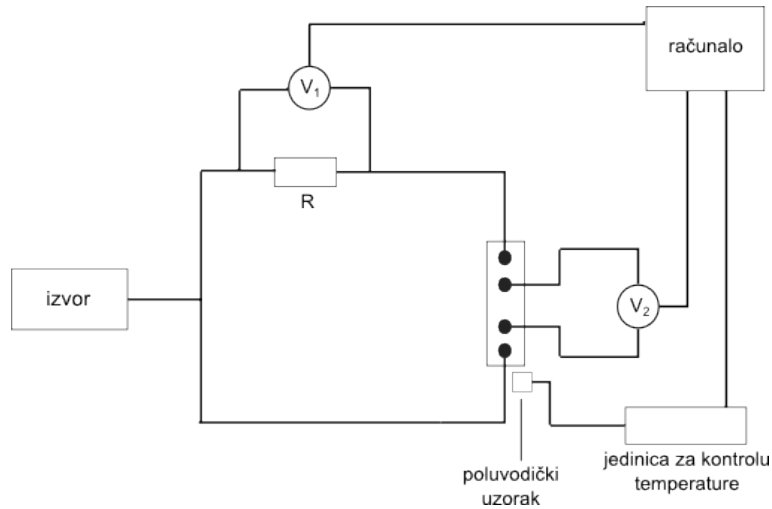 računalo
V₁
R
izvor
V₂
poluvodički
uzorak
jedinica za kontrolu
temperature